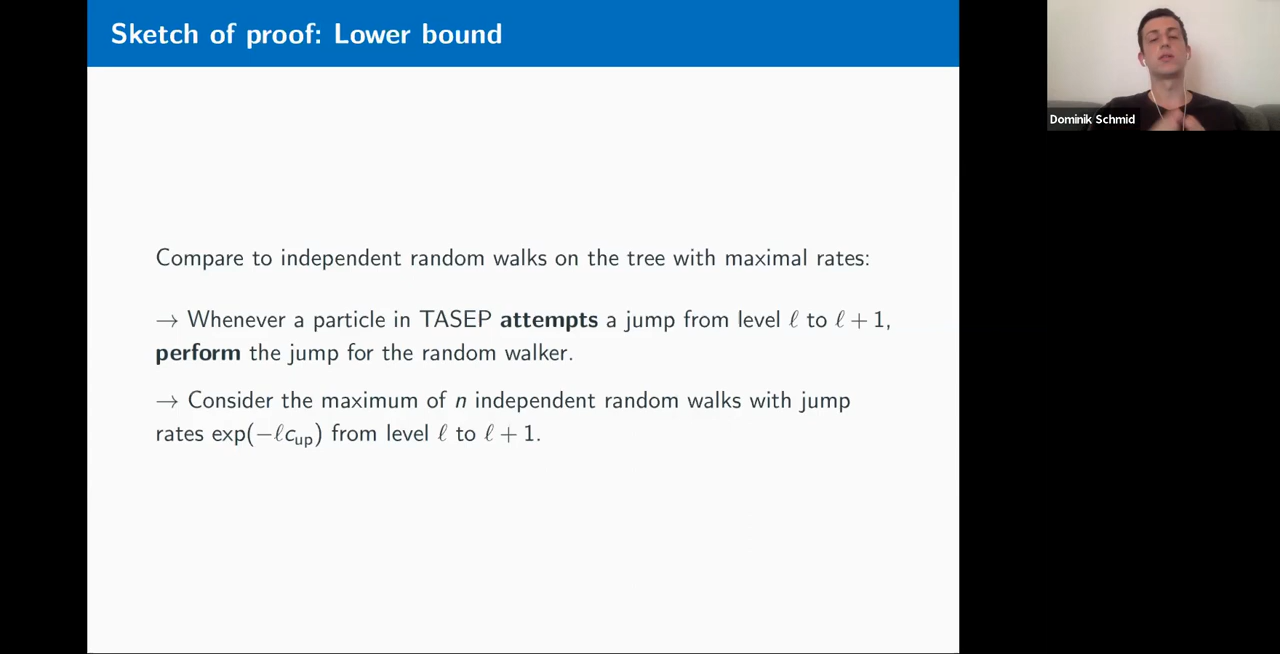 Sketch of proof: Lower bound
Dominik Schmid
Compare to independent random walks on the tree with maximal rates:
→ Whenever a particle in TASEP attempts a jump from level ℓ to ℓ + 1,
perform the jump for the random walker.
→ Consider the maximum of n independent random walks with jump
rates exp(−ℓc_up) from level ℓ to ℓ + 1.